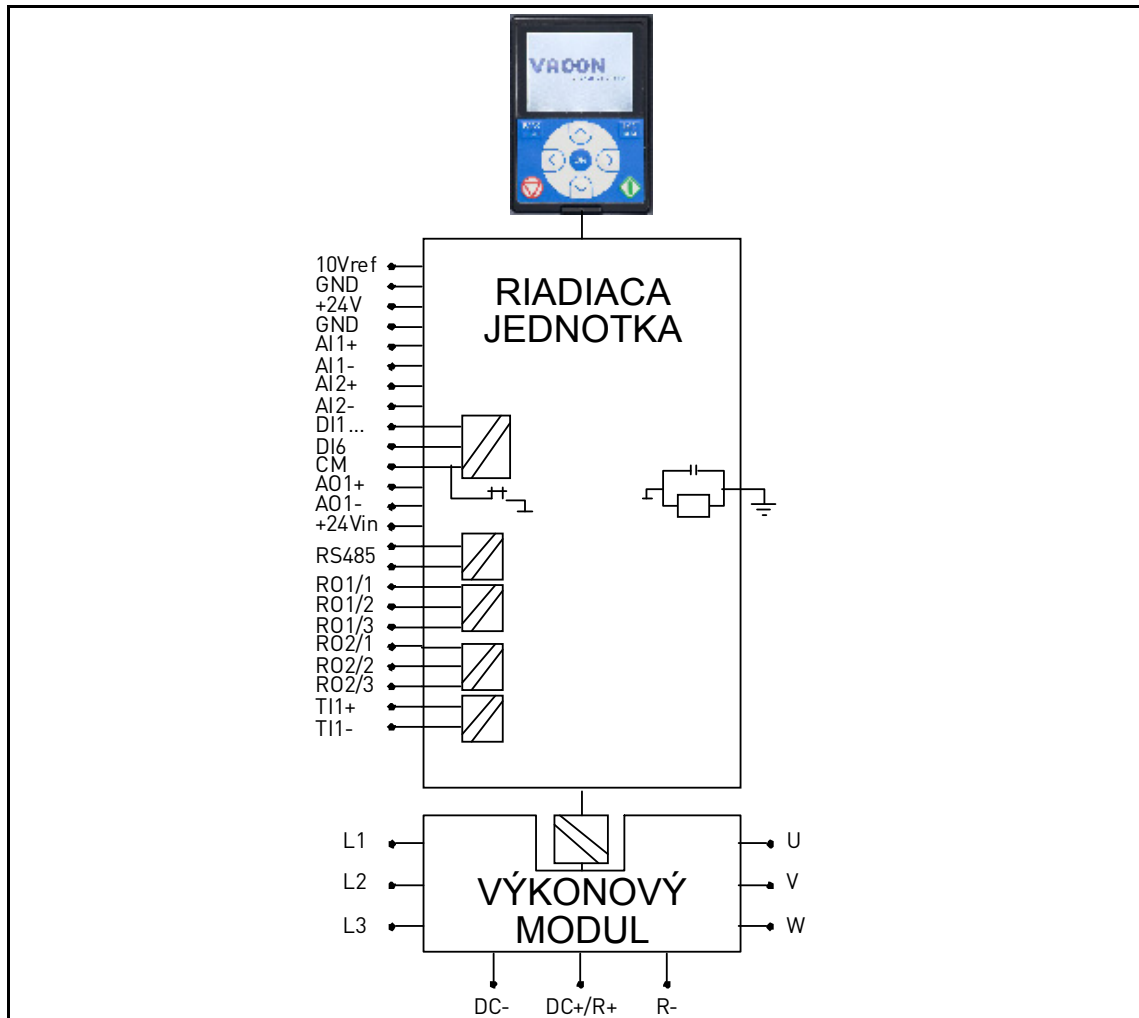 VACON
10Vref
GND
+24V
GND
AI1+
AI1-
AI2+
AI2-
DI1...
DI6
CM
AO1+
AO1-
+24Vin
RS485
RO1/1
RO1/2
RO1/3
RO2/1
RO2/2
RO2/3
TI1+
TI1-
RIADIACA
JEDNOTKA
L1
L2
L3
VÝKONOVÝ
MODUL
U
V
W
DC-
DC+/R+
R-